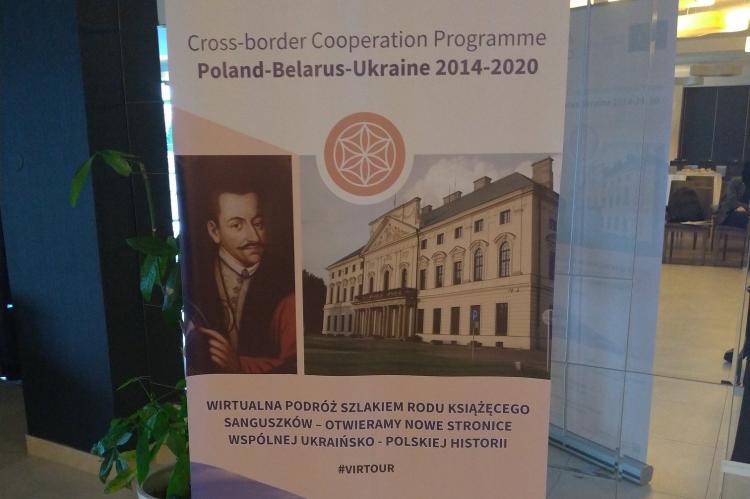 Cross-border Cooperation Programme
Poland-Belarus-Ukraine 2014-2020
WIRTUALNA PODRÓŻ SZLAKIEM RODU KSIĄŻĘCEGO
SANGUSZKÓW – OTWIERAMY NOWE STRONICE
WSPÓLNEJ UKRAIŃSKO - POLSKIEJ HISTORII
#VIRTOUR